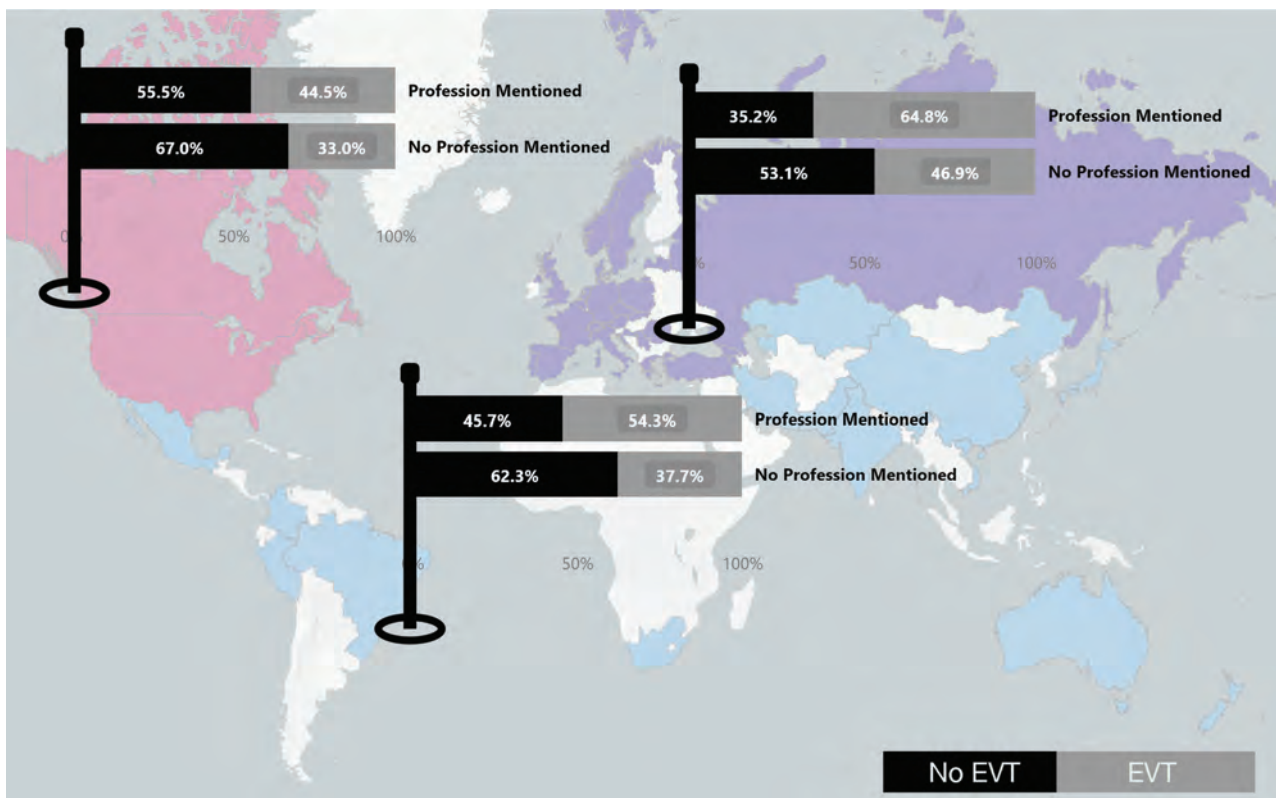 55.5% 44.5% Profession Mentioned
67.0% 33.0% No Profession Mentioned
0% 50% 100%
35.2% 64.8% Profession Mentioned
53.1% 46.9% No Profession Mentioned
% 50% 100%
45.7% 54.3% Profession Mentioned
62.3% 37.7% No Profession Mentioned
0% 50% 100%
No EVT EVT